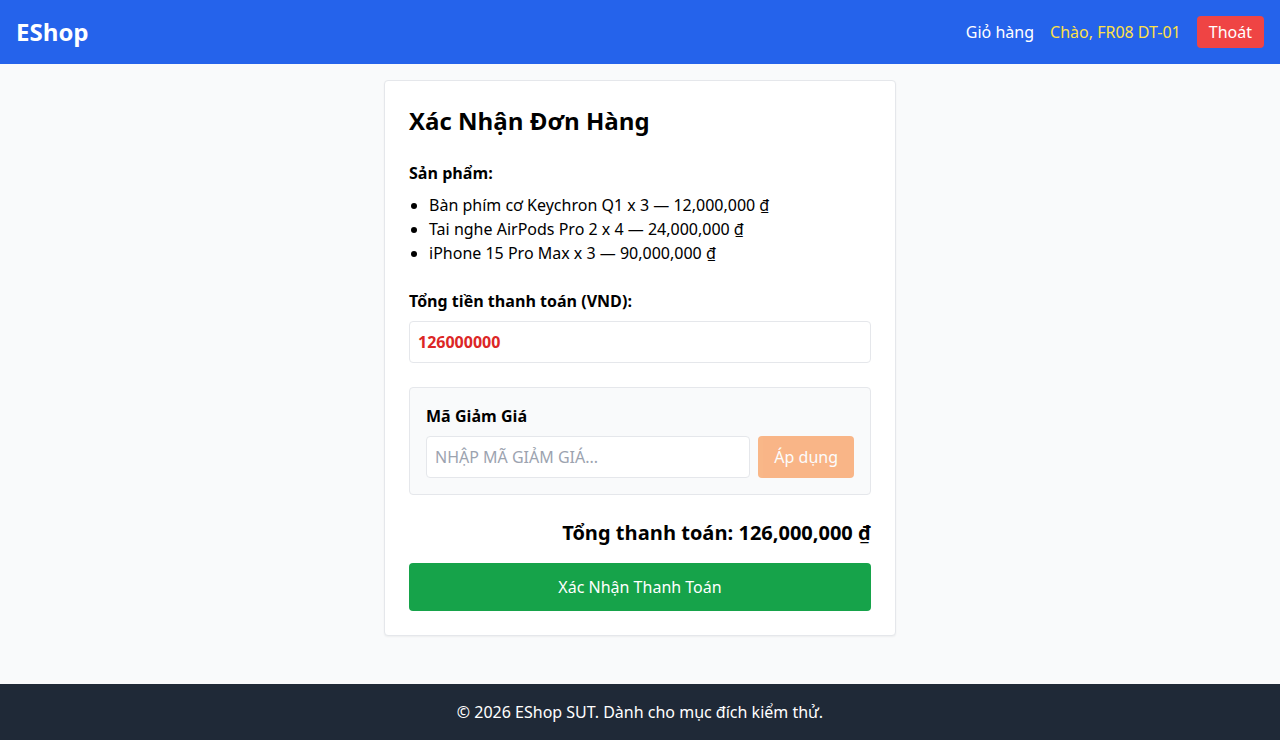 EShop
Giỏ hàng
Chào, FR08 DT-01
Thoát
Xác Nhận Đơn Hàng
Sản phẩm:
Bàn phím cơ Keychron Q1 x 3 — 12,000,000 ₫
Tai nghe AirPods Pro 2 x 4 — 24,000,000 ₫
iPhone 15 Pro Max x 3 — 90,000,000 ₫
Tổng tiền thanh toán (VND):
126000000
Mã Giảm Giá
NHẬP MÃ GIẢM GIÁ...
Áp dụng
Tổng thanh toán: 126,000,000 ₫
Xác Nhận Thanh Toán
© 2026 EShop SUT. Dành cho mục đích kiểm thử.